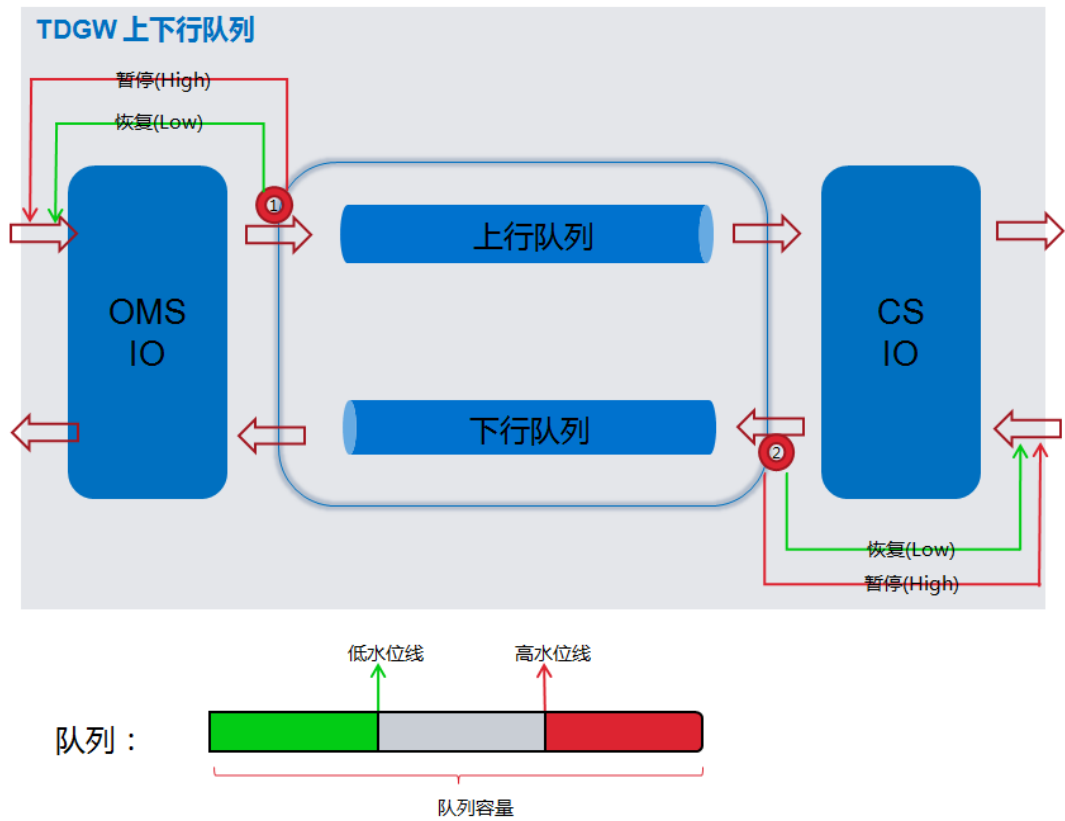 TDGW 上下行队列
暂停(High)
恢复(Low)
1
上行队列
OMS
IO
CS
IO
下行队列
2
恢复(Low)
暂停(High)
低水位线
高水位线
队列：
队列容量